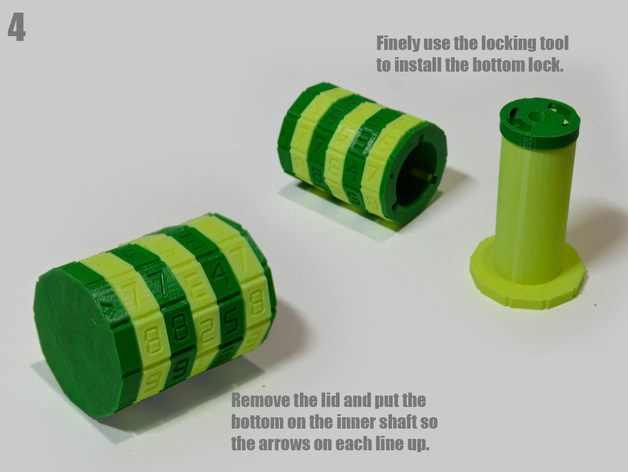 4
Finely use the locking tool
to install the bottom lock.
Remove the lid and put the
bottom on the inner shaft so
the arrows on each line up.